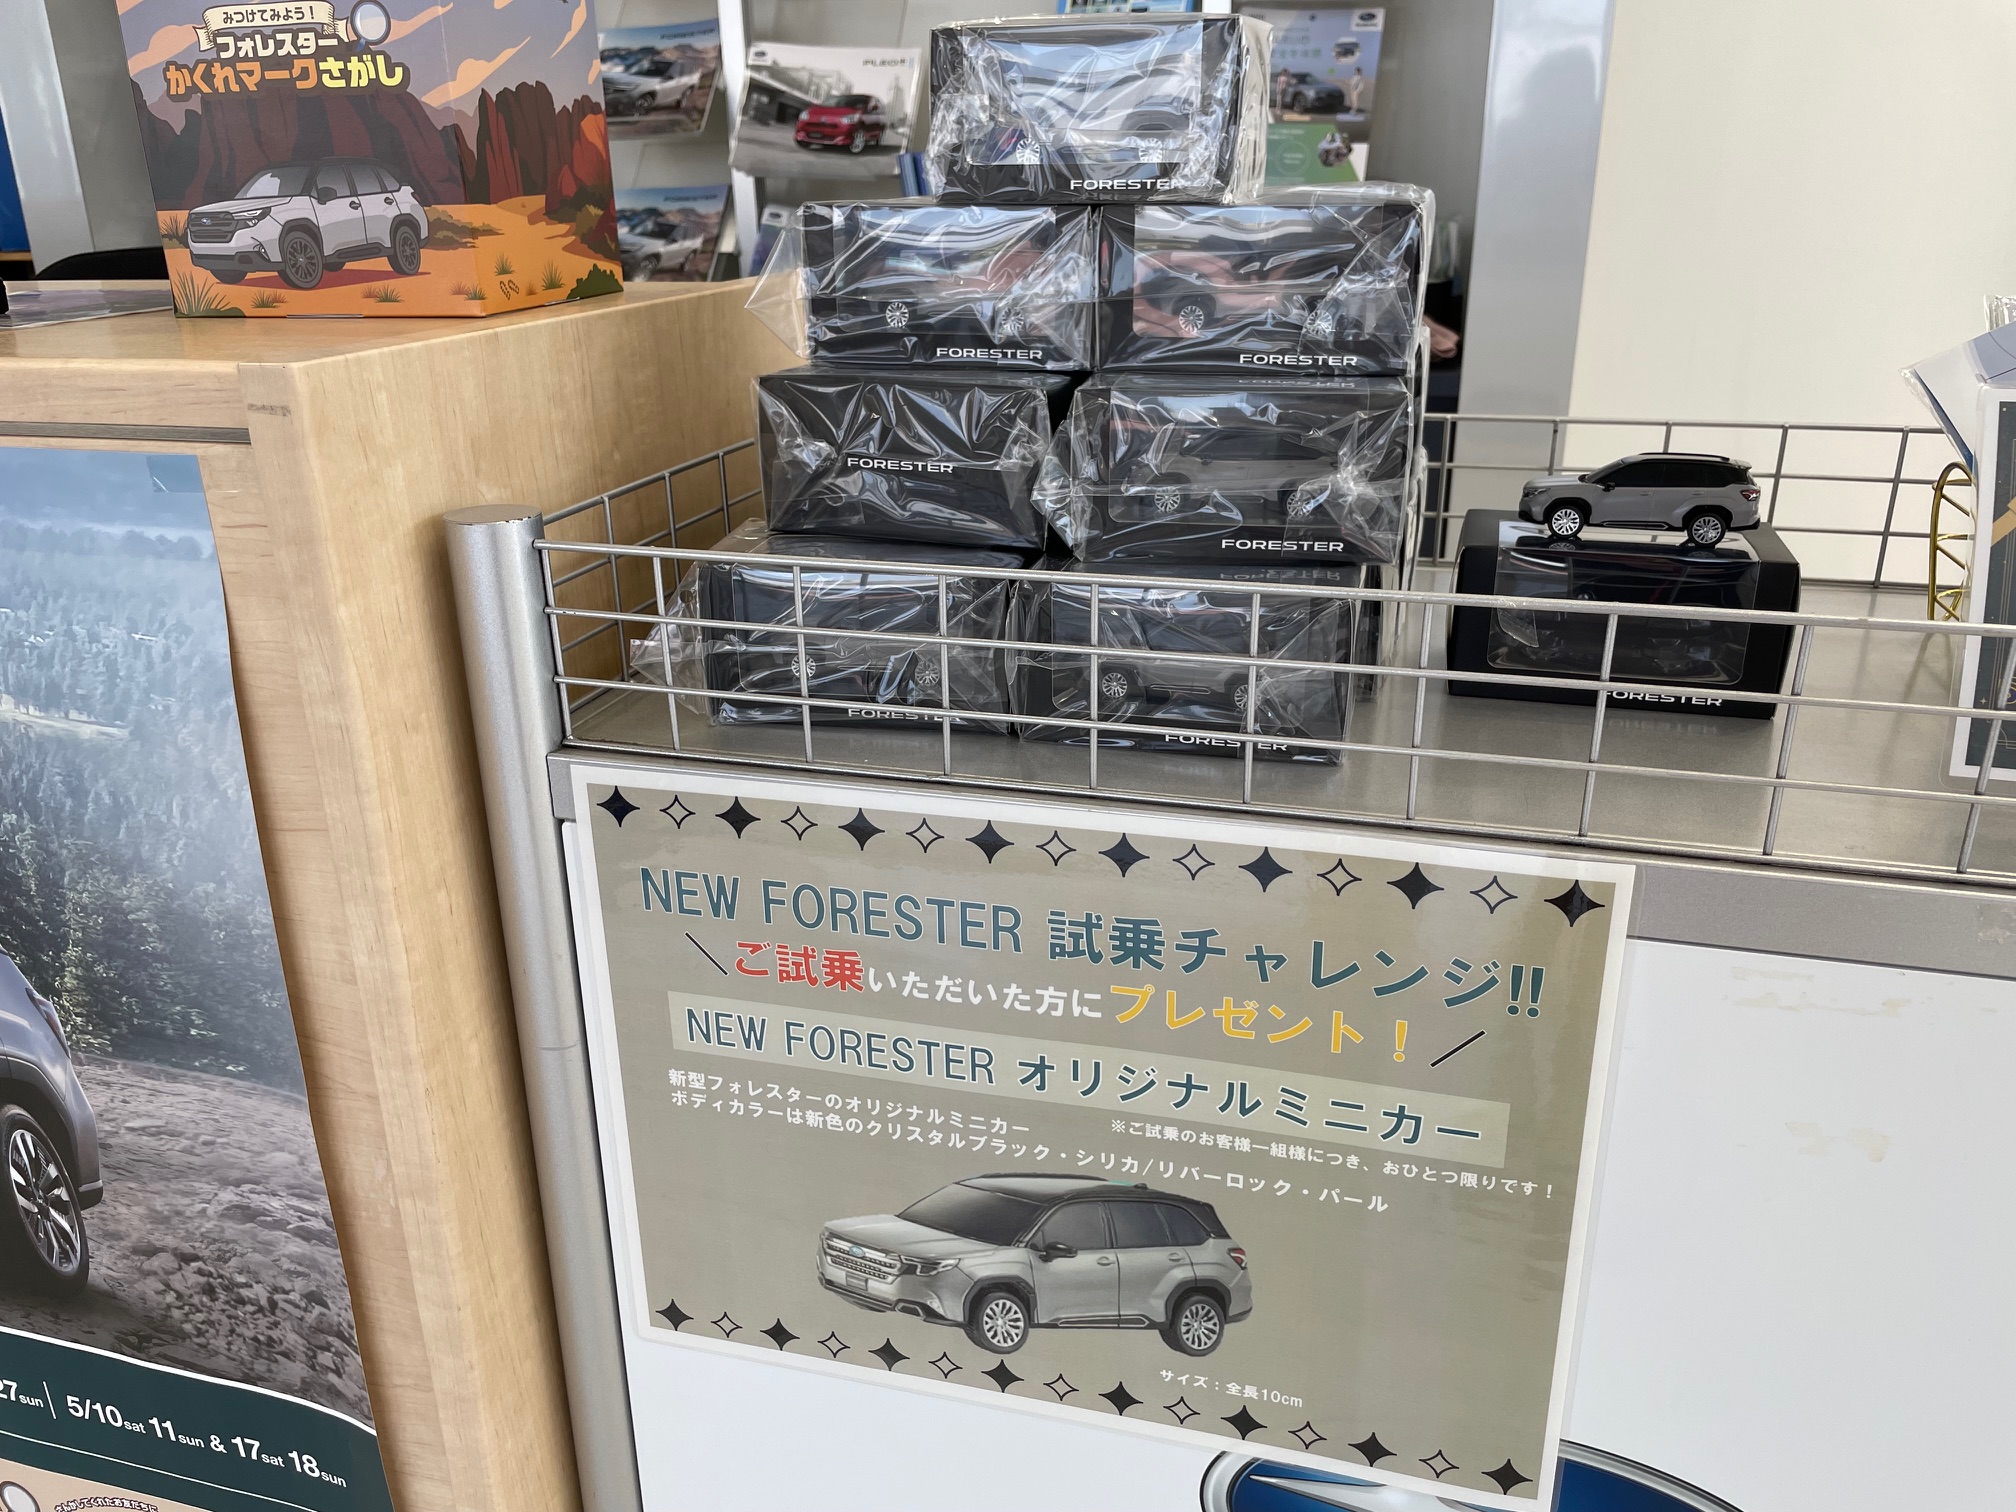 みつけてみよう！
フォレスター
かくれマークさがし
FORESTER
FORESTER
FORESTER
FORESTER
FORESTER
FORESTER
FORESTER
FORESTER
NEW FORESTER 試乗チャレンジ!!
＼ご試乗いただいた方にプレゼント！／
NEW FORESTER オリジナルミニカー
新型フォレスターのオリジナルミニカー
※ご試乗のお客様一組様につき、おひとつ限りです！
ボディカラーは新色のクリスタルブラック・シリカ/リバーロック・パール
サイズ：全長10cm
27sun | 5/10sat 11sun & 17sat 18sun